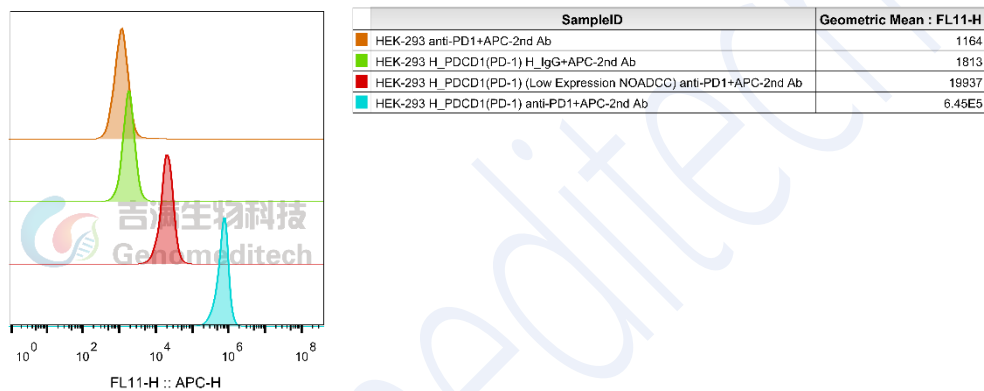 SampleID Geometric Mean : FL11-H
HEK-293 anti-PD1+APC-2nd Ab 1164
HEK-293 H_PDCD1(PD-1) H_IgG+APC-2nd Ab 1813
HEK-293 H_PDCD1(PD-1) (Low Expression NOADCC) anti-PD1+APC-2nd Ab 19937
HEK-293 H_PDCD1(PD-1) anti-PD1+APC-2nd Ab 6.45E5
吉满生物科技
Genomeditech
10^0 10^2 10^4 10^6 10^8
FL11-H :: APC-H
editech